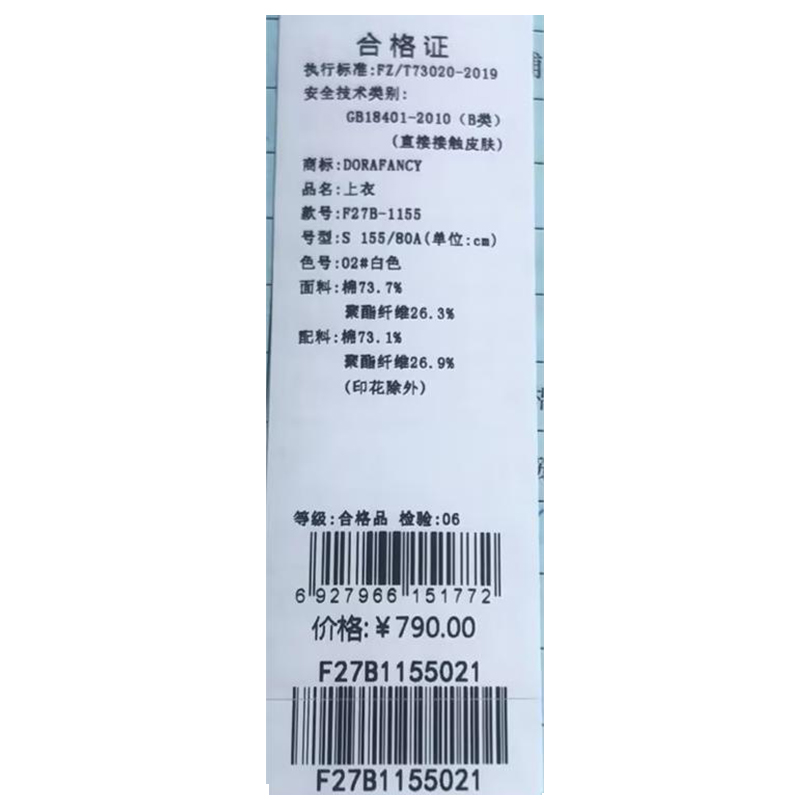 合格证
执行标准:FZ/T73020-2019
安全技术类别:
GB18401-2010（B类）
(直接接触皮肤)
商标:DORAFANCY
品名:上衣
款号:F27B-1155
号型:S 155/80A(单位:cm)
色号:02#白色
面料:棉73.7%
聚酯纤维26.3%
配料:棉73.1%
聚酯纤维26.9%
(印花除外)
等级:合格品 检验:06
6 927966 151772
价格:￥790.00
F27B1155021
F27B1155021